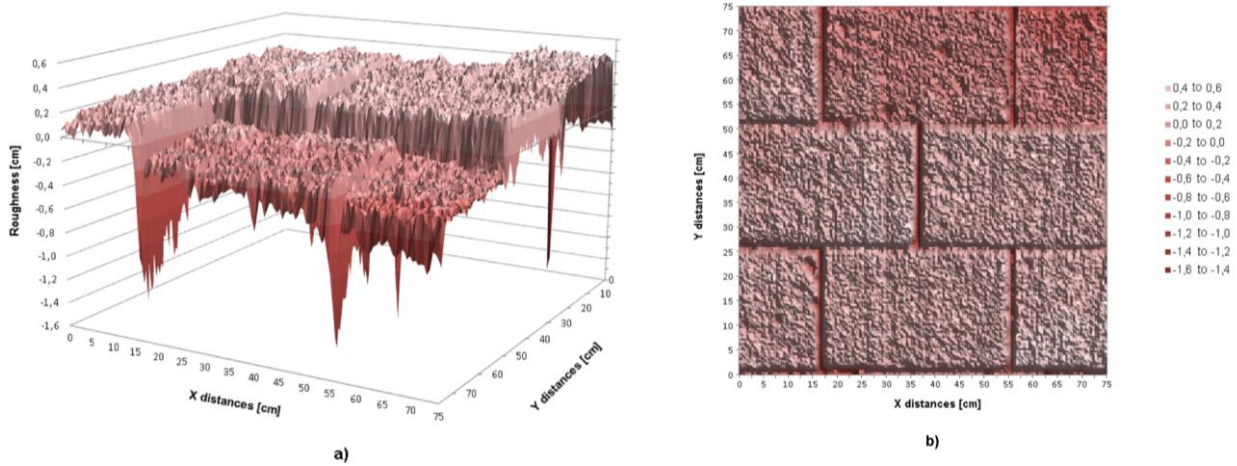 0,6
0,4
0,2
0,0
-0,2
-0,4
-0,6
-0,8
-1,0
-1,2
-1,4
-1,6
Roughness [cm]
0 5 10 15 20 25 30 35 40 45 50 55 60 65 70 75
X distances [cm]
0 10 20 30 40 50 60 70
Y distances [cm]
a)
75
70
65
60
55
50
45
40
35
30
25
20
15
10
5
0
Y distances [cm]
0 5 10 15 20 25 30 35 40 45 50 55 60 65 70 75
X distances [cm]
b)
0,4 to 0,6
0,2 to 0,4
0,0 to 0,2
-0,2 to 0,0
-0,4 to -0,2
-0,6 to -0,4
-0,8 to -0,6
-1,0 to -0,8
-1,2 to -1,0
-1,4 to -1,2
-1,6 to -1,4